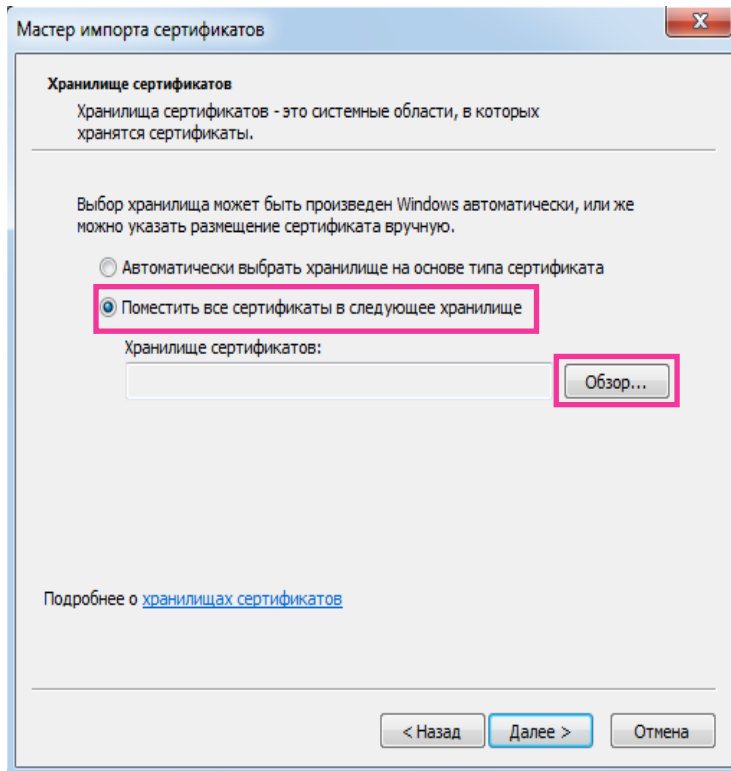 Мастер импорта сертификатов
Хранилище сертификатов
Хранилища сертификатов - это системные области, в которых
хранятся сертификаты.
Выбор хранилища может быть произведен Windows автоматически, или же
можно указать размещение сертификата вручную.
Автоматически выбрать хранилище на основе типа сертификата
Поместить все сертификаты в следующее хранилище
Хранилище сертификатов:
Обзор...
Подробнее о хранилищах сертификатов
< Назад Далее > Отмена